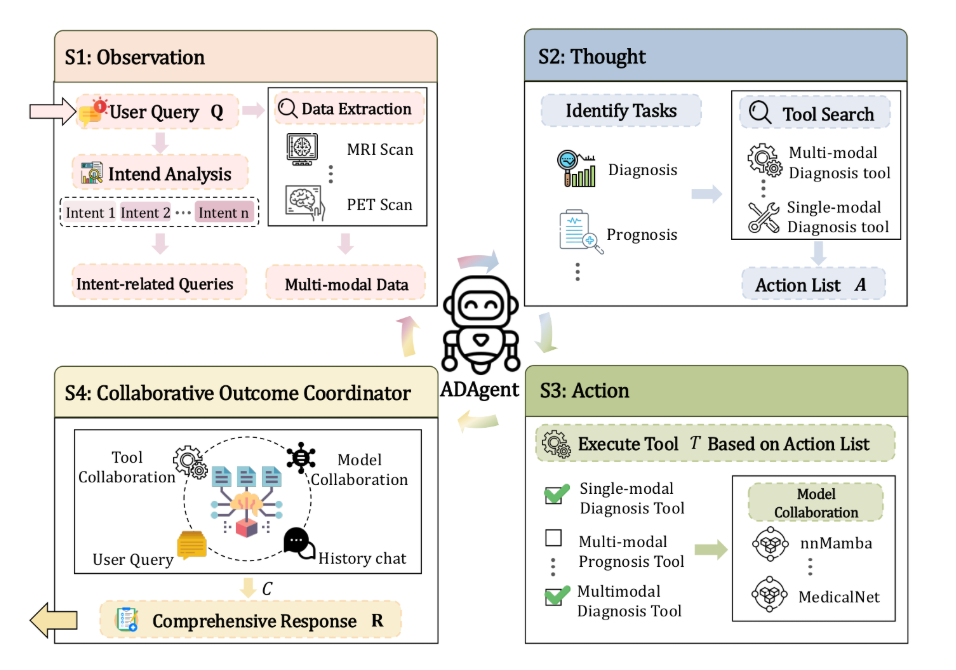 S1: Observation
User Query Q
Intend Analysis
Intent 1 Intent 2 ··· Intent n
Intent-related Queries
Data Extraction
MRI Scan
PET Scan
Multi-modal Data
S2: Thought
Identify Tasks
Diagnosis
Prognosis
Tool Search
Multi-modal
Diagnosis tool
Single-modal
Diagnosis tool
Action List A
ADAgent
S3: Action
Execute Tool T Based on Action List
Single-modal
Diagnosis Tool
Multi-modal
Prognosis Tool
Multimodal
Diagnosis Tool
Model
Collaboration
nnMamba
MedicalNet
S4: Collaborative Outcome Coordinator
Tool
Collaboration
Model
Collaboration
User Query
History chat
C
Comprehensive Response R